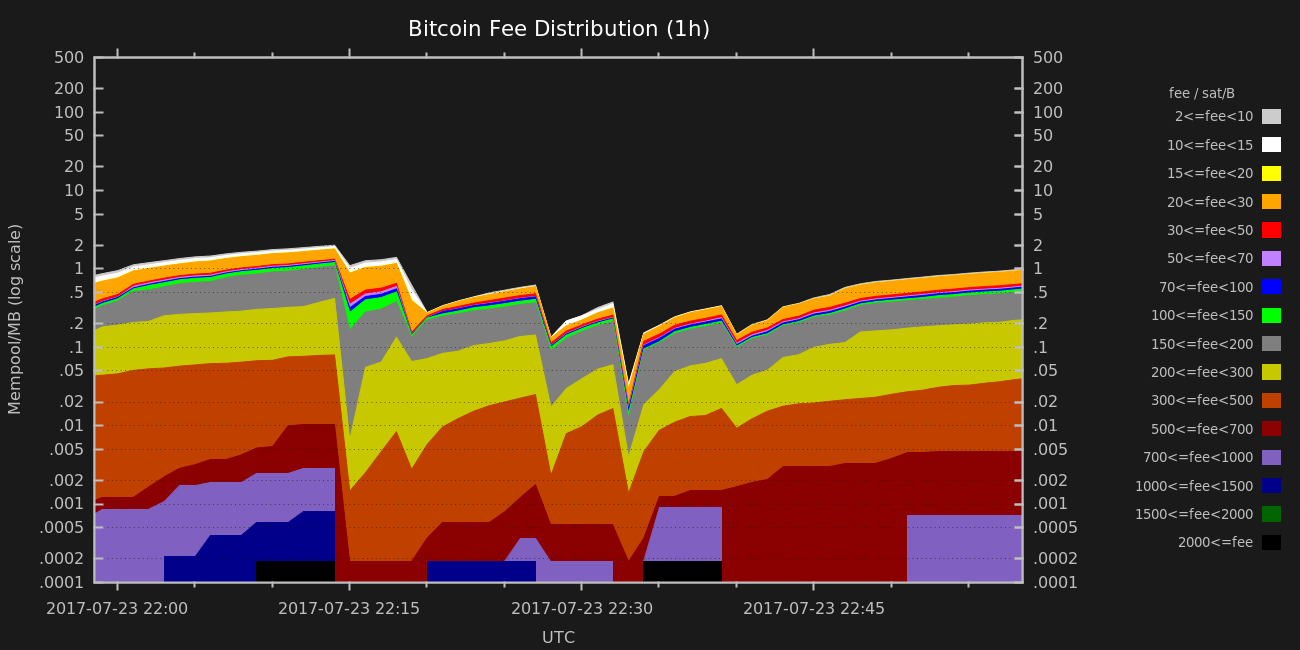 Bitcoin Fee Distribution (1h)
Mempool/MB (log scale)
500
200
100
50
20
10
5
2
1
.5
.2
.1
.05
.02
.01
.005
.002
.001
.0005
.0002
.0001
500
200
100
50
20
10
5
2
1
.5
.2
.1
.05
.02
.01
.005
.002
.001
.0005
.0002
.0001
2017-07-23 22:00
2017-07-23 22:15
2017-07-23 22:30
2017-07-23 22:45
UTC
fee / sat/B
2<=fee<10
10<=fee<15
15<=fee<20
20<=fee<30
30<=fee<50
50<=fee<70
70<=fee<100
100<=fee<150
150<=fee<200
200<=fee<300
300<=fee<500
500<=fee<700
700<=fee<1000
1000<=fee<1500
1500<=fee<2000
2000<=fee